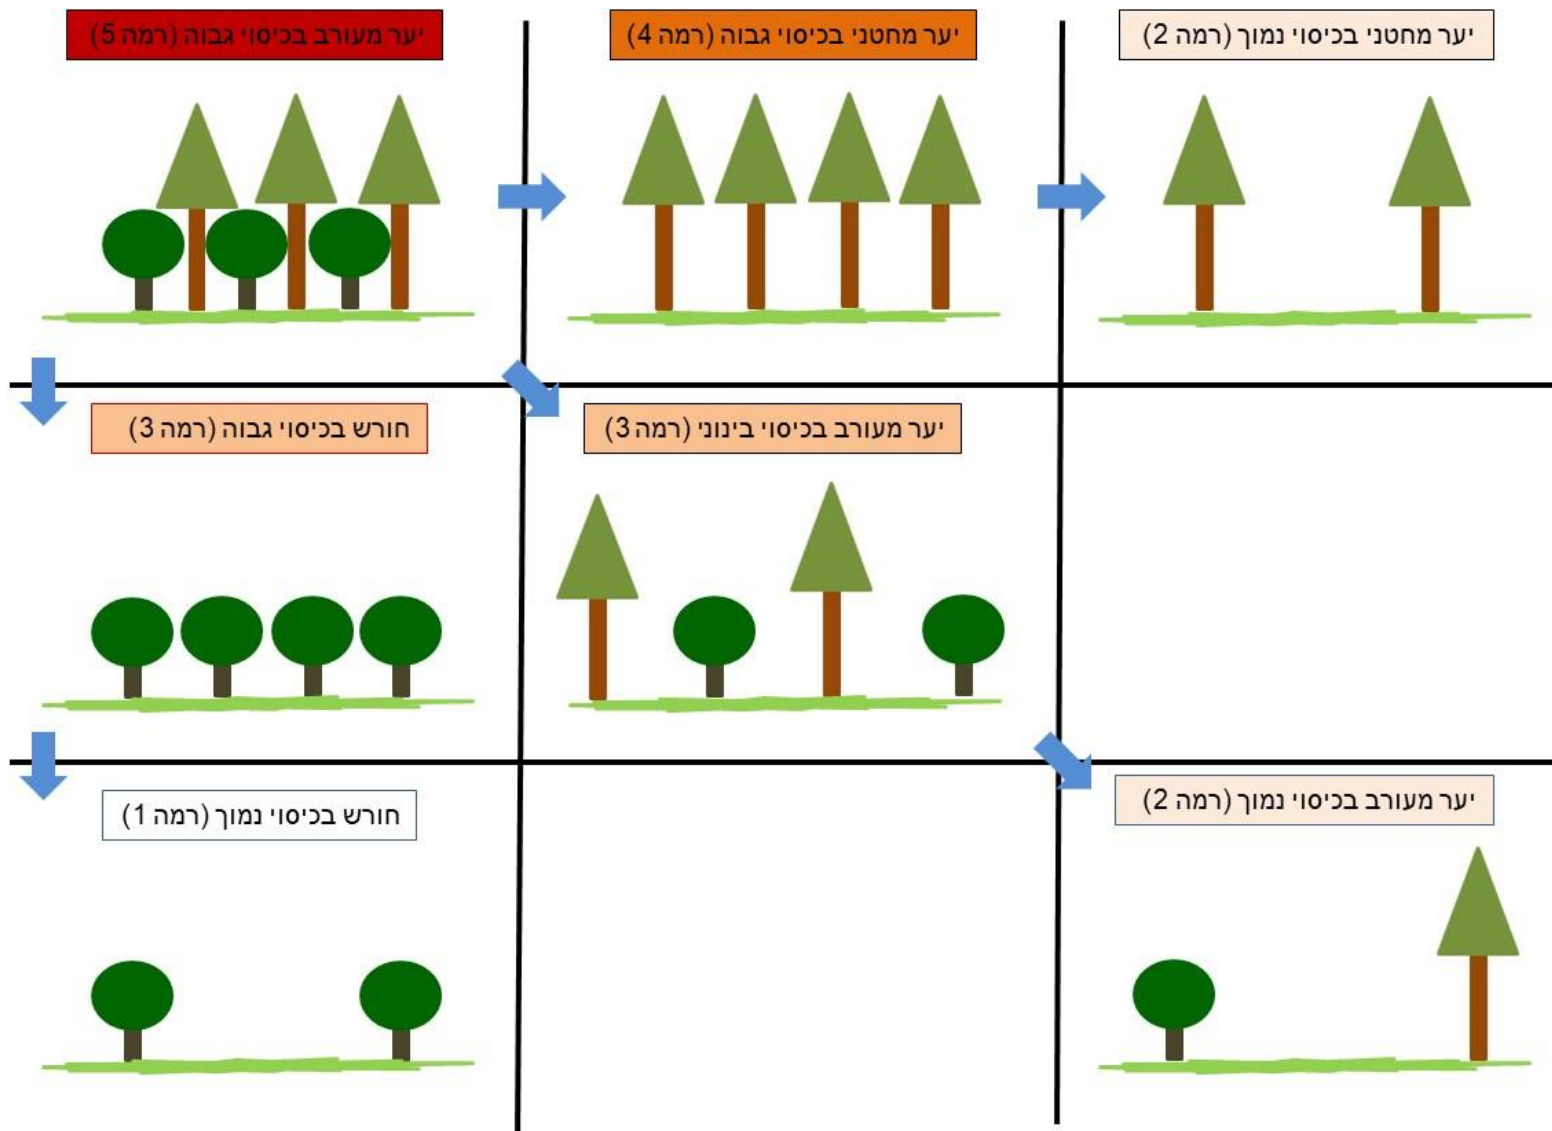 יער מעורב בכיסוי גבוה (רמה 5)
יער מחטני בכיסוי גבוה (רמה 4)
יער מחטני בכיסוי נמוך (רמה 2)
חורש בכיסוי גבוה (רמה 3)
יער מעורב בכיסוי בינוני (רמה 3)
חורש בכיסוי נמוך (רמה 1)
יער מעורב בכיסוי נמוך (רמה 2)